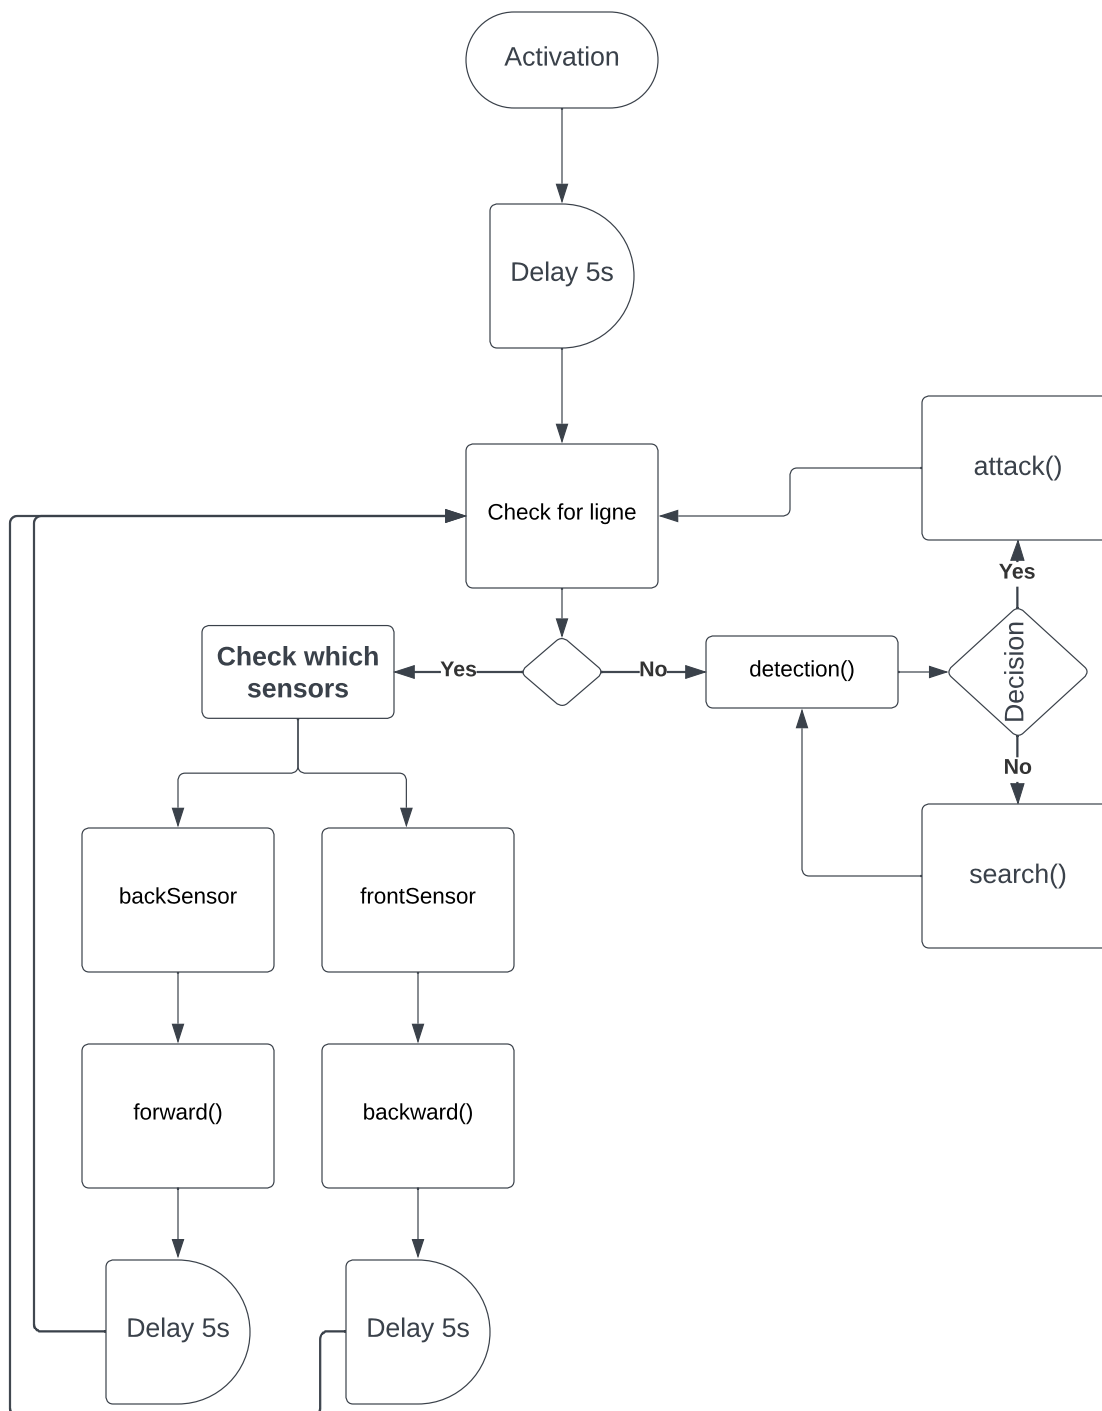 Activation
Delay 5s
attack()
Check for ligne
Yes
Check which
sensors
Yes
No
detection()
Decision
No
backSensor
frontSensor
search()
forward()
backward()
Delay 5s
Delay 5s